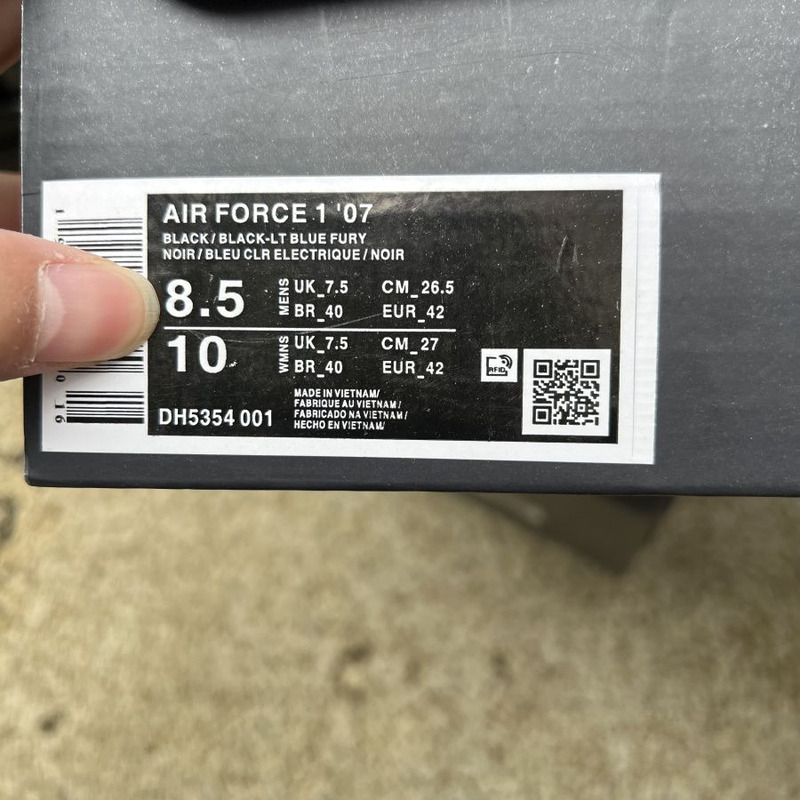 AIR FORCE 1 '07
BLACK/BLACK-LT BLUE FURY
NOIR/BLEU CLR ELECTRIQUE/NOIR
8.5 MENS UK_7.5 CM_26.5
BR_40 EUR_42
10 WMNS UK_7.5 CM_27
BR_40 EUR_42
RFID
DH5354 001
MADE IN VIETNAM/
FABRIQUE AU VIETNAM/
FABRICADO NA VIETNAM/
HECHO EN VIETNAM/